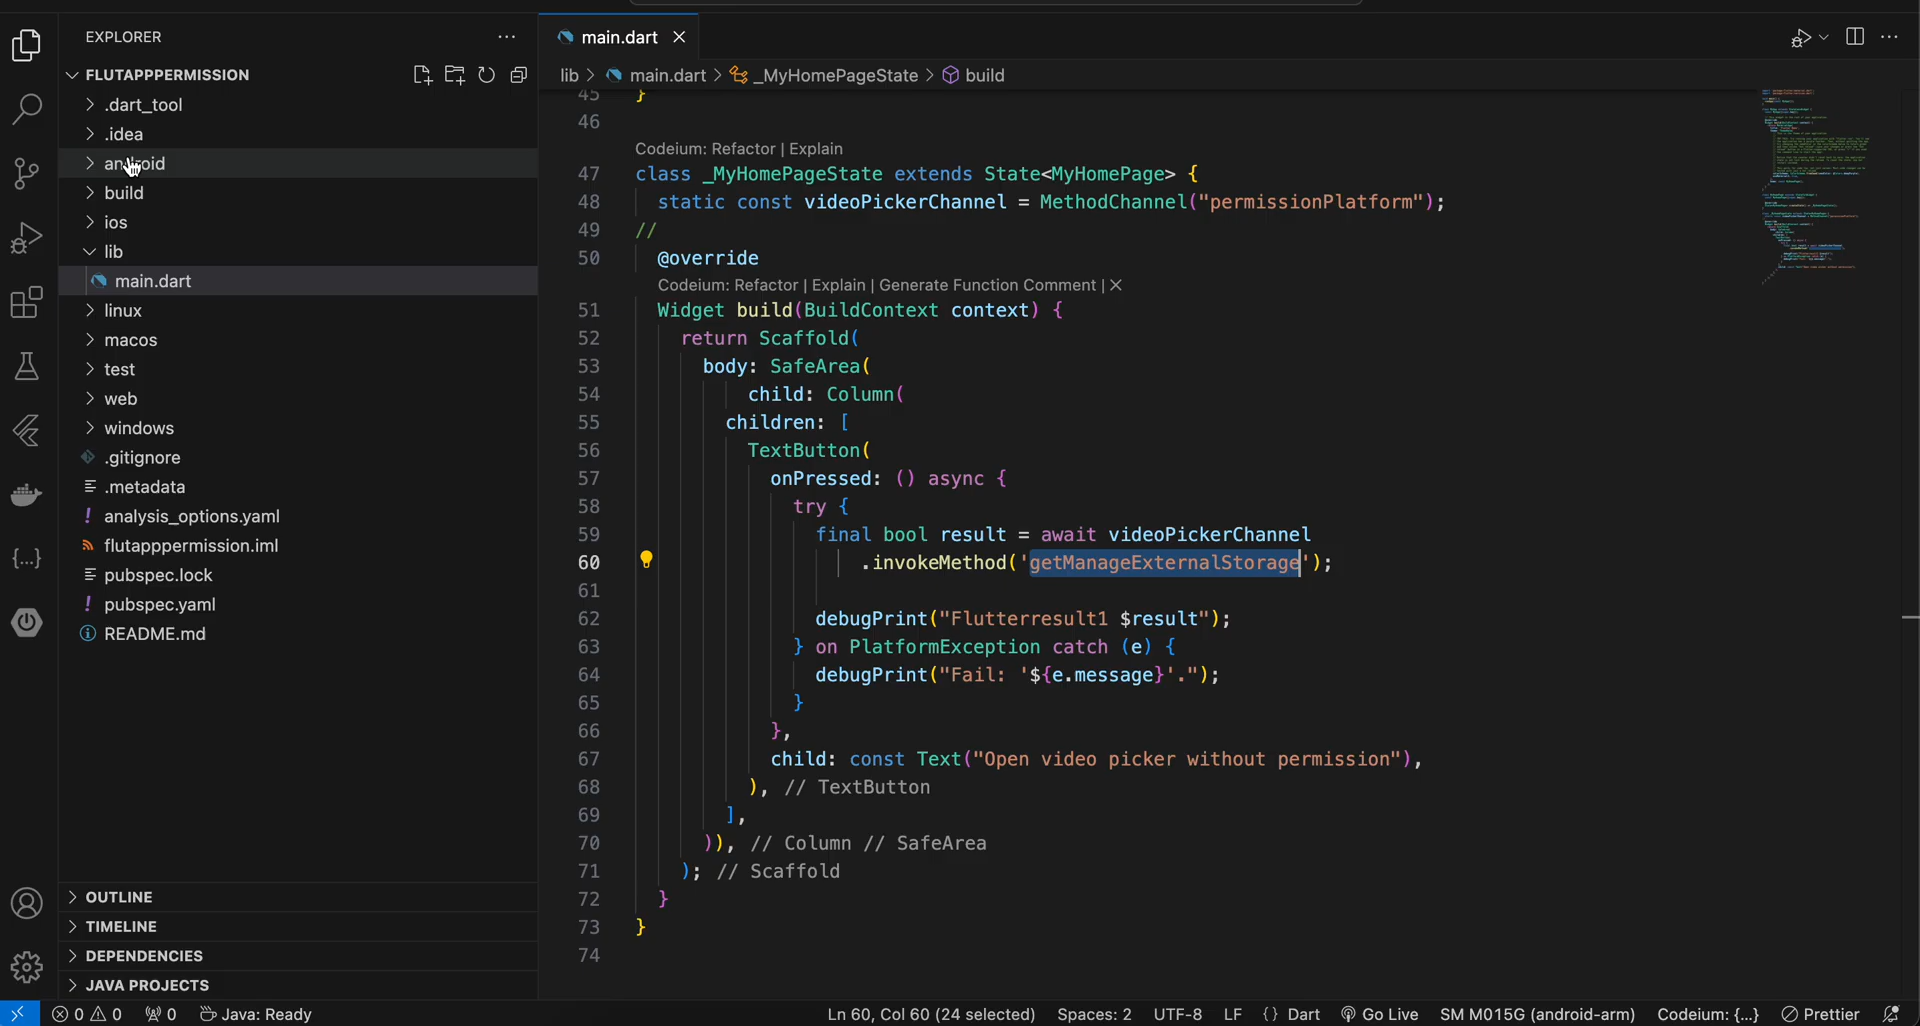 EXPLORER
FLUTAPPPERMISSION
.dart_tool
.idea
android
build
ios
lib
main.dart
linux
macos
test
web
windows
.gitignore
.metadata
analysis_options.yaml
flutapppermission.iml
pubspec.lock
pubspec.yaml
README.md
OUTLINE
TIMELINE
DEPENDENCIES
JAVA PROJECTS
main.dart
lib > main.dart > _MyHomePageState > build
45 }
46
Codeium: Refactor | Explain
47 class _MyHomePageState extends State<MyHomePage> {
48 static const videoPickerChannel = MethodChannel("permissionPlatform");
49 //
50 @override
Codeium: Refactor | Explain | Generate Function Comment | ×
51 Widget build(BuildContext context) {
52 return Scaffold(
53 body: SafeArea(
54 child: Column(
55 children: [
56 TextButton(
57 onPressed: () async {
58 try {
59 final bool result = await videoPickerChannel
60 .invokeMethod('getManageExternalStorage');
61
62 debugPrint("Flutterresult1 $result");
63 } on PlatformException catch (e) {
64 debugPrint("Fail: '${e.message}'.");
65 }
66 },
67 child: const Text("Open video picker without permission"),
68 ), // TextButton
69 ],
70 )), // Column // SafeArea
71 ); // Scaffold
72 }
73 }
74
0 0 0 Java: Ready Ln 60, Col 60 (24 selected) Spaces: 2 UTF-8 LF {} Dart Go Live SM M015G (android-arm) Codeium: {...} Prettier